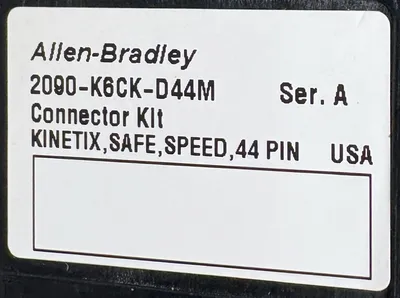 Allen-Bradley
2090-K6CK-D44M Ser. A
Connector Kit
KINETIX,SAFE,SPEED,44 PIN USA